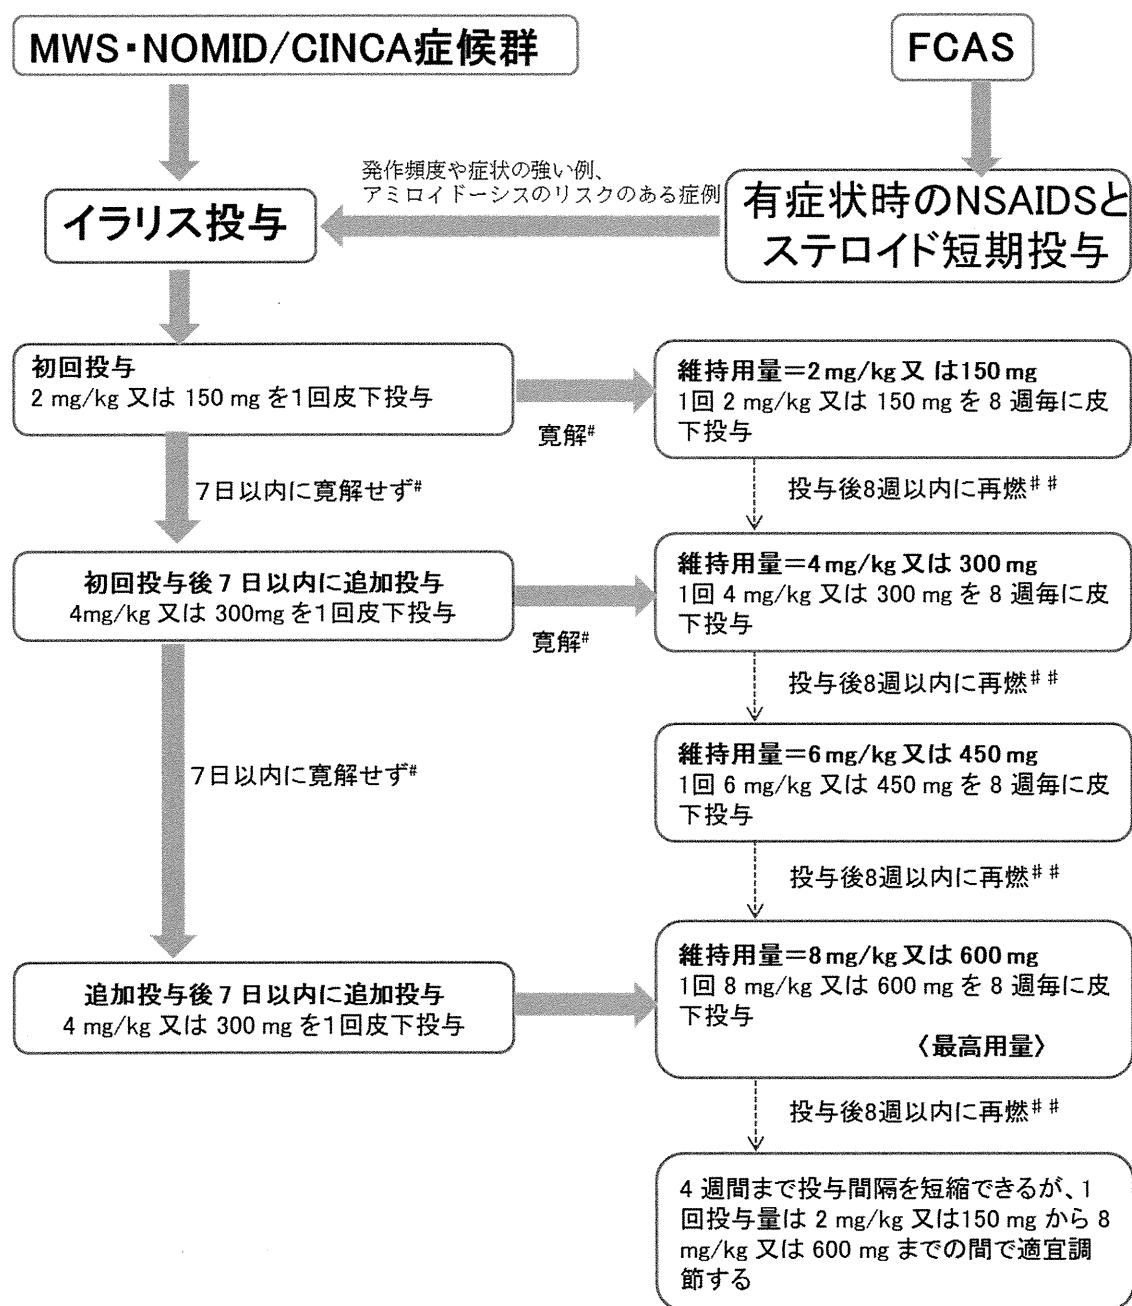 MWS・NOMID/CINCA症候群
FCAS
発作頻度や症状の強い例、
アミロイドーシスのリスクのある症例
イラリス投与
有症状時のNSAIDSと
ステロイド短期投与
初回投与
2 mg/kg 又は 150 mg を1回皮下投与
寛解#
維持用量＝2 mg/kg 又 は150 mg
1回 2 mg/kg 又は 150 mg を 8 週毎に皮
下投与
7日以内に寛解せず#
投与後8週以内に再燃##
初回投与後 7 日以内に追加投与
4mg/kg 又は 300mg を1回皮下投与
寛解#
維持用量＝4 mg/kg 又は 300 mg
1回 4 mg/kg 又は 300 mg を 8 週毎に皮
下投与
投与後8週以内に再燃##
7日以内に寛解せず#
維持用量＝6 mg/kg 又は 450 mg
1回 6 mg/kg 又は 450 mg を 8 週毎に皮
下投与
投与後8週以内に再燃##
追加投与後 7 日以内に追加投与
4 mg/kg 又は 300 mg を1回皮下投与
維持用量＝8 mg/kg 又は 600 mg
1回 8 mg/kg 又は 600 mg を 8 週毎に皮
下投与
〈最高用量〉
投与後8週以内に再燃##
4 週間まで投与間隔を短縮できるが、1
回投与量は 2 mg/kg 又は150 mg から 8
mg/kg 又は 600 mg までの間で適宜調
節する